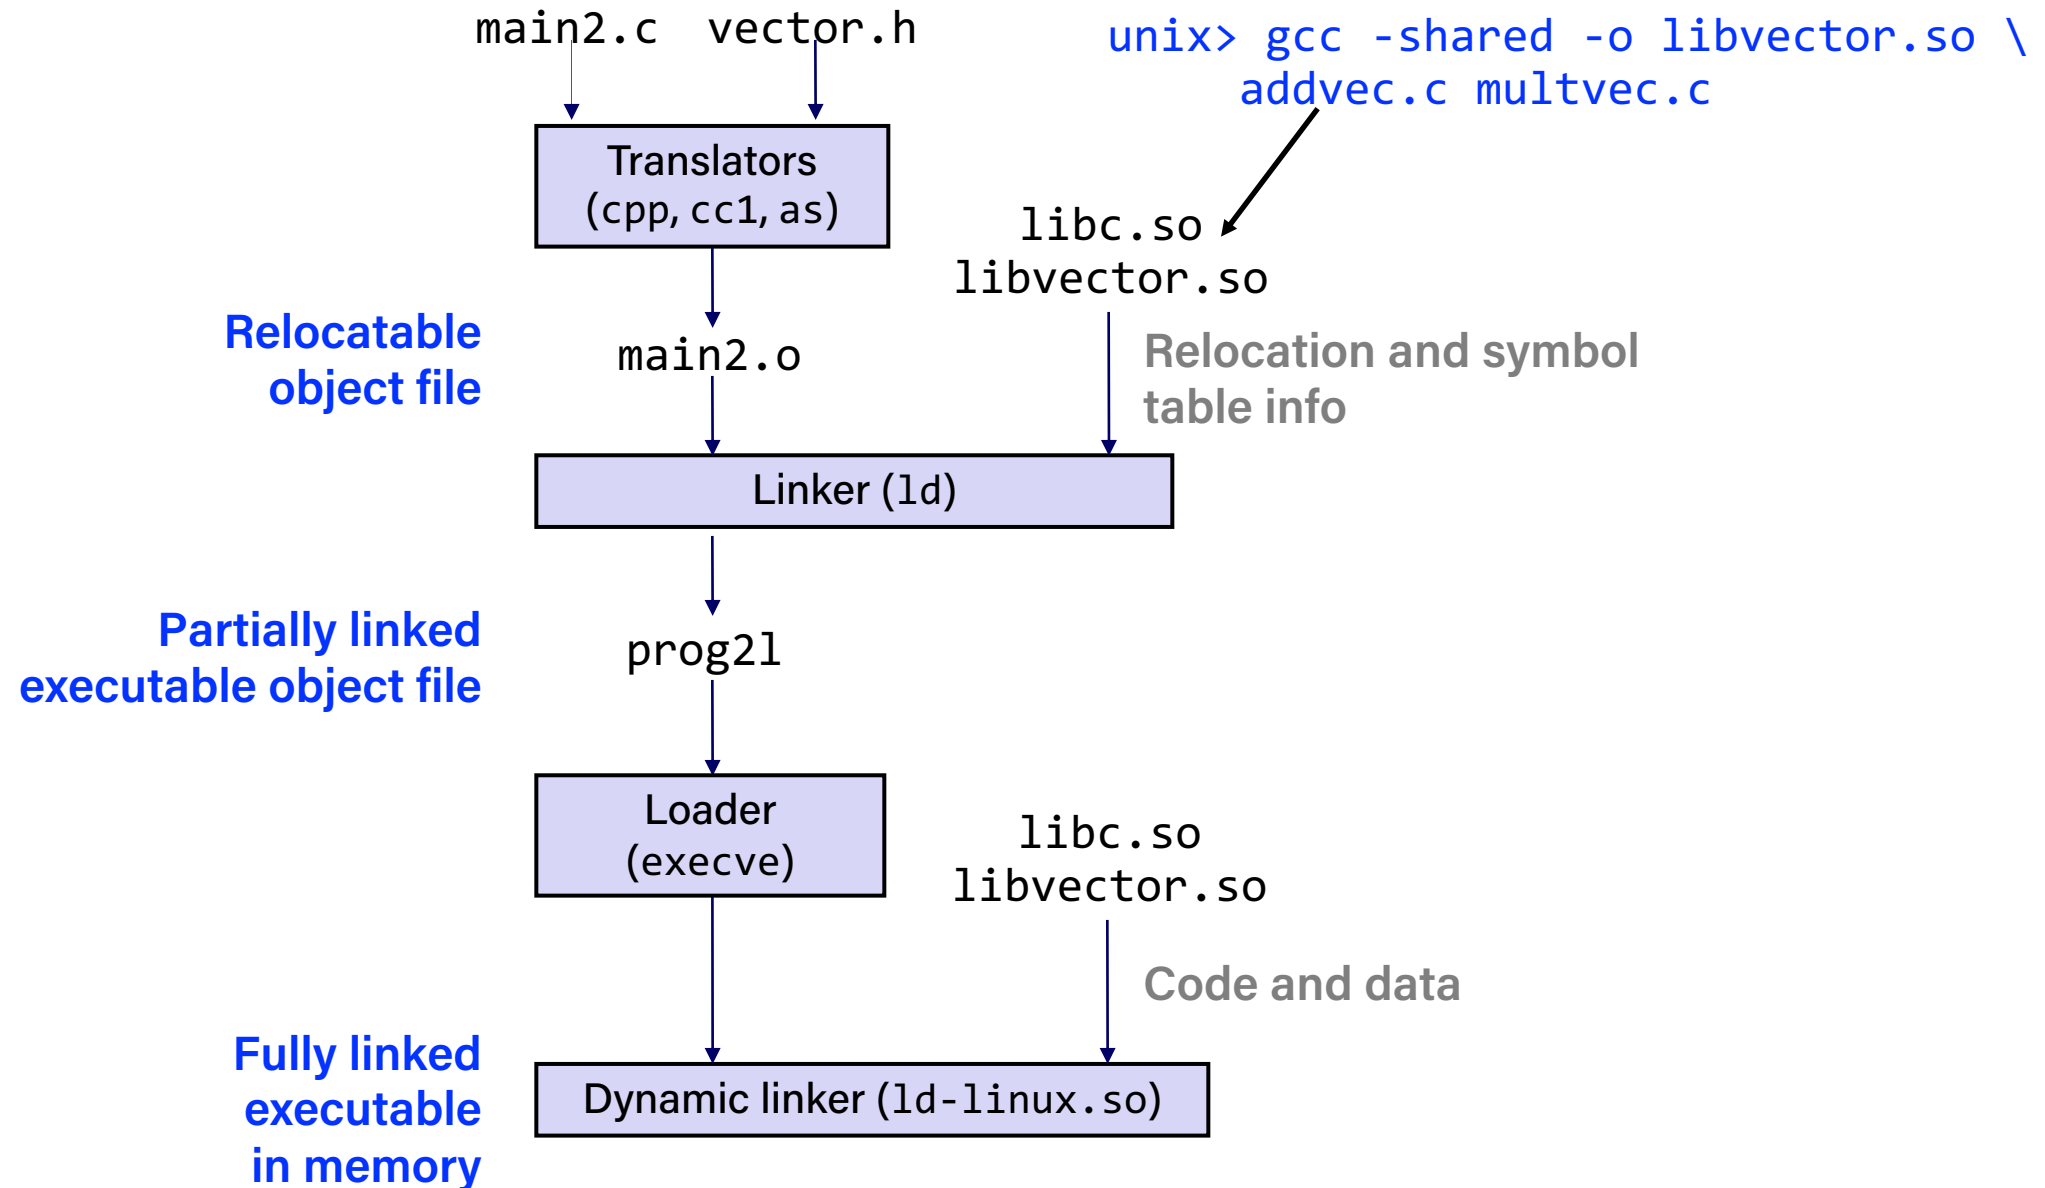 main2.c vector.h
unix> gcc -shared -o libvector.so \
addvec.c multvec.c
Translators
(cpp, cc1, as)
libc.so
libvector.so
Relocatable
object file
main2.o
Relocation and symbol
table info
Linker (ld)
Partially linked
executable object file
prog2l
Loader
(execve)
libc.so
libvector.so
Code and data
Fully linked
executable
in memory
Dynamic linker (ld-linux.so)